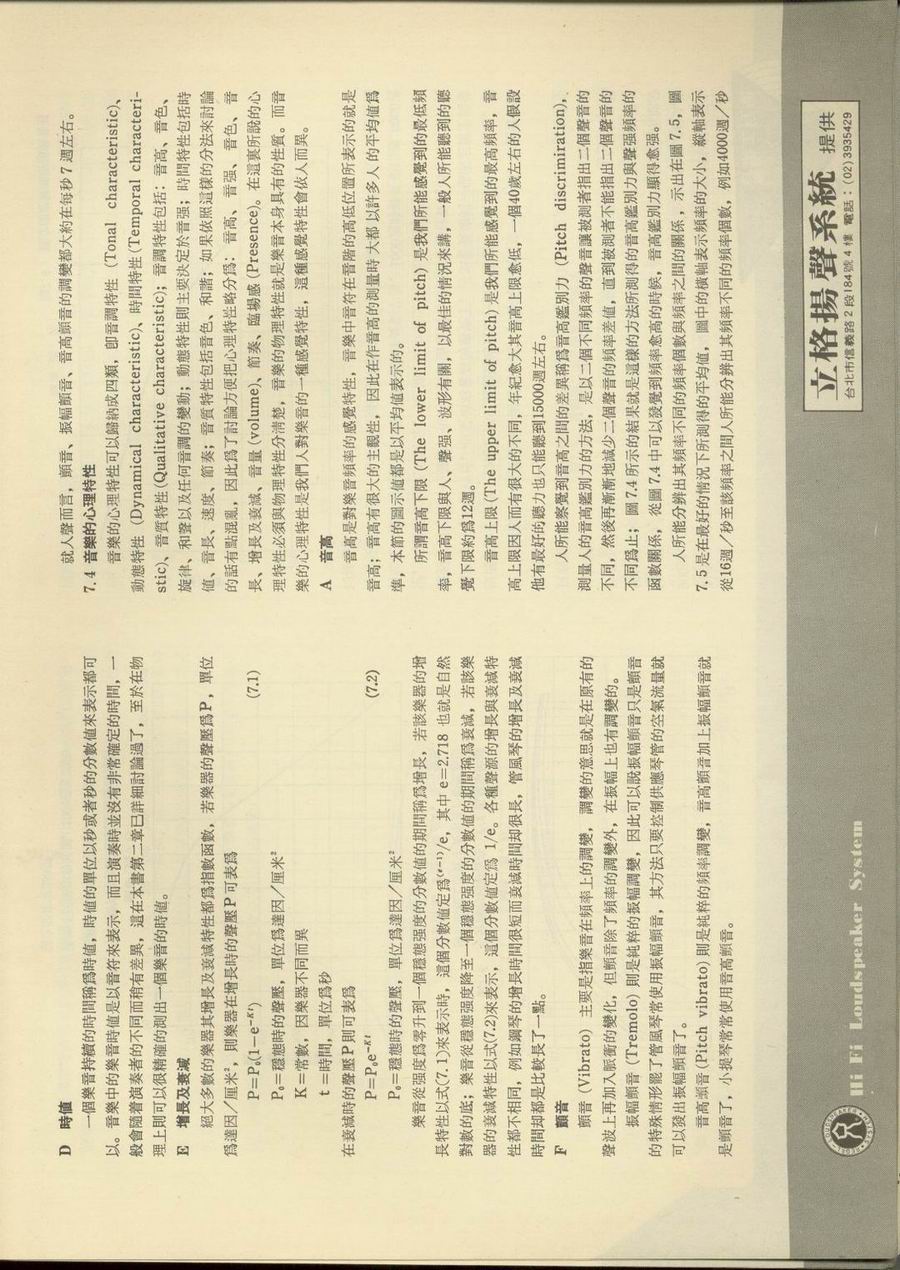 D　時值
一個樂音持續的時間稱爲時值，時值的單位以秒或者秒的分數值來表示都可
以。音樂中的樂音時值是以音符來表示，而且演奏時並沒有非常確定的時間，一
般會隨着演奏者的不同而稍有差異，這在本書第二章已詳細討論過了，至於在物
理上則可以很精確的測出一個樂音的時値。
E　增長及衰減
絕大多數的樂器其增長及衰減特性都爲指數函數，若樂器的聲壓爲P，單位
爲達因／厘米²，則樂器在增長時的聲壓P可表爲
P=P₀(1−e⁻ᴷᵗ)　(7.1)
P₀=穩態時的聲壓，單位爲達因／厘米²
K=常數，因樂器不同而異
t=時間，單位爲秒
在衰減時的聲壓P則可表爲
P=P₀e⁻ᴷᵗ　(7.2)
P₀=穩態時的聲壓，單位爲達因／厘米²
樂音從強度爲零升到一個穩態強度的分數值的期間稱爲增長，若該樂器的增
長特性以式(7.1)來表示時，這個分數値定爲⁽ᵉ⁻¹⁾/e，其中e=2.718也就是自然
對數的底；樂音從穩態强度降至一個穩態强度的分數值的期間稱爲衰減，若該樂
器的衰減特性以式(7.2)來表示，這個分數値定爲 1/e。各種聲源的增長與衰減特
性都不相同，例如鋼琴的增長時間很短而衰減時間却很長，管風琴的增長及衰減
時間却都是比較長了一點。
F　顫音
顫音 (Vibrato) 主要是指樂音在頻率上的調變，調變的意思就是在原有的
聲波上再加入脈衡的變化，但顫音除了頻率的調變外，在振幅上也有調變的。
振幅顫音 (Tremolo) 則是純粹的振幅調變，因此可以說振幅顫音只是顫音
的特殊情形罷了管風琴常使用振幅顫音，其方法只要控制供應琴管的空氣流量就
可以發出振幅顫音了。
音高顫音 (Pitch vibrato) 則是純粹的頻率調變，音高顫音加上振幅顫音就
是顫音了，小提琴常常使用音高顫音。
就人聲而言，顫音、振幅顫音、音高顫音的調變都大約在每秒 7 週左右。
7.4 音樂的心理特性
音樂的心理特性可以歸納成四類，卽音調特性 (Tonal characteristic)、
動態特性 (Dynamical characteristic)、時間特性 (Temporal characteri-
stic)、音質特性 (Qualitative characteristic)；音調特性包括：音高、音色、
旋律、和聲以及任何音調的變動；動態特性則主要決定於音强；時間特性包括時
值、音長、速度、節奏；音質特性包括音色、和諧；如果依照這樣的分法來討論
的話有點混亂，因此爲了討論方便把心理特性略分爲：音高、音强、音色、音
長、增長及衰減、音量 (volume)、節奏、臨場感 (Presence)。在這裏所說的心
理特性必須與物理特性分清楚，音樂的物理特性就是樂音本身具有的性質。而音
樂的心理特性是我們人對樂音的一種感覺特性，這種感覺特性會依人而異。
A　音高
音高是對樂音頻率的感覺特性，音樂中音符在音階的高低位置所表示的就是
音高；音高有很大的主觀性，因此在作音高的測量時大都以許多人的平均值爲
準，本節的圖示値都是以平均値表示的。
所謂音高下限 (The lower limit of pitch) 是我們所能感覺到的最低頻
率，音高下限與人、聲强、波形有關，以最佳的情況來講，一般人所能聽到的聽
覺下限約爲12週。
音高上限 (The upper limit of pitch) 是我們所能感覺到的最高頻率，音
高上限因人而有很大的不同，年紀愈大其音高上限愈低，一個40歲左右的人假設
他有最好的聽力也只能聽到15000週左右。
人所能察覺到音高之間的差異稱爲音高鑑別力 (Pitch discrimiration)，
測量人的音高鑑別力的方法，是以二個不同頻率的聲音讓被測者指出二個聲音的
不同，然後再漸漸地減少二個聲音的頻率差值，直到被測者不能指出二個聲音的
不同爲止；圖 7.4 所示的結果就是這樣的方法所測得的音高鑑別力與聲强頻率的
函數關係，從圖 7.4 中可以發覺到頻率愈高的時候，音高鑑別力顯得愈强。
人所能分辨出其頻率不同的頻率個數與頻率之間的關係，示出在圖 7.5，圖
7.5 是在最好的情況下所測得的平均値，圖中的橫軸表示頻率的大小，縱軸表示
從16週／秒至該頻率之間人所能分辨出其頻率不同的頻率個數，例如4000週／秒
Hi Fi Loudspeaker System
立格揚聲系統 提供
台北市信義路2段184號4樓 電話：(02)3935429